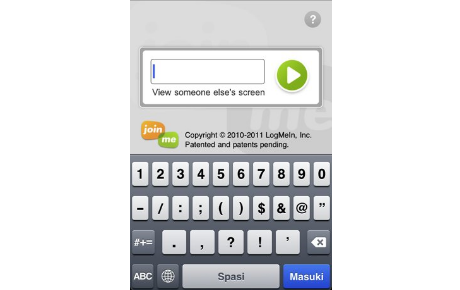 ?
View someone else's screen
join
me
Copyright © 2010-2011 LogMeIn, Inc.
Patented and patents pending.
1 2 3 4 5 6 7 8 9 0
- / : ; ( ) $ & @ "
#+= . , ? ! '
ABC Spasi Masuki